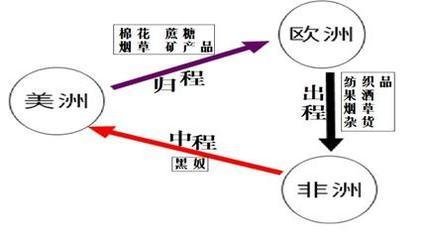 棉花 蔗糖
烟草 矿产品
归程
欧洲
美洲
出程
纺织品
果酒
烟草
杂货
中程
黑奴
非洲